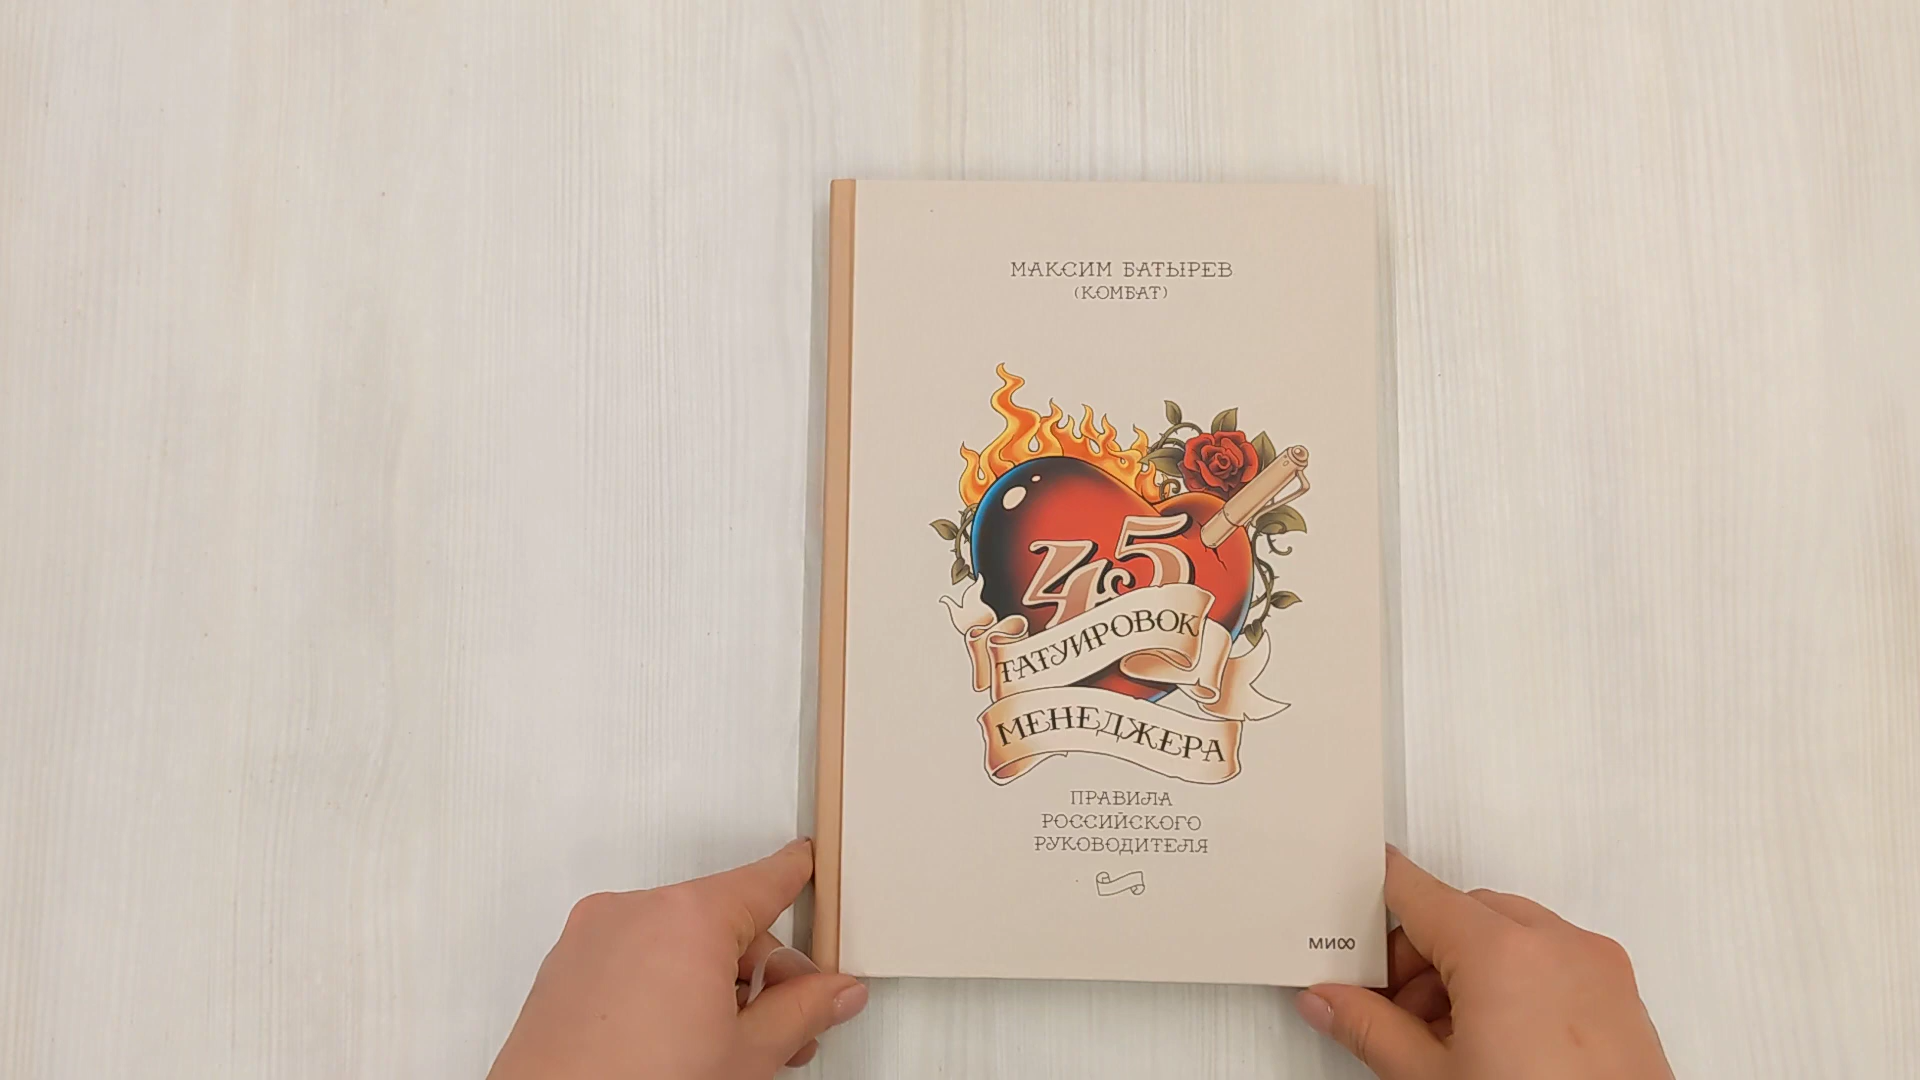 МАКСИМ БАТЫРЕВ
(КОМБАТ)
45
ТАТУИРОВОК
МЕНЕДЖЕРА
ПРАВИЛА
РОССИЙСКОГО
РУКОВОДИТЕЛЯ
МИФ